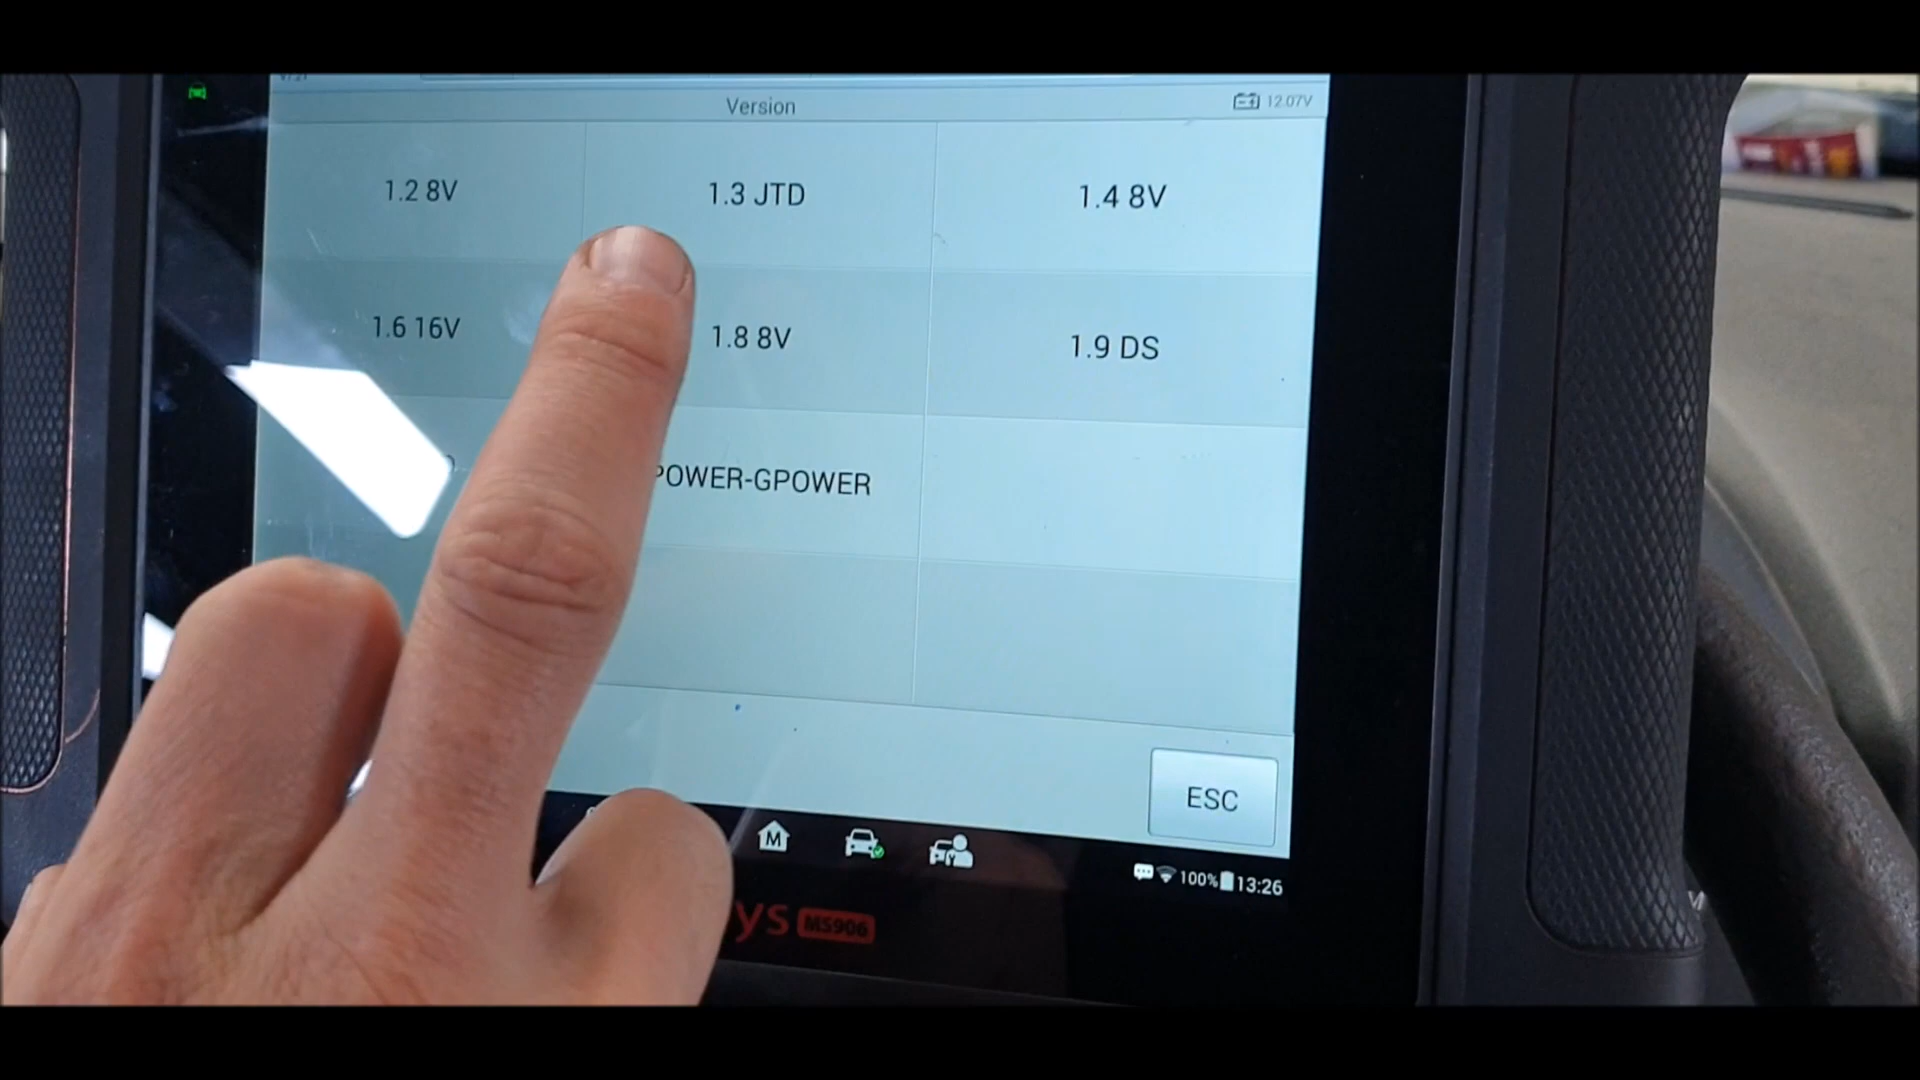 Version
12.07V
1.2 8V
1.3 JTD
1.4 8V
1.6 16V
1.8 8V
1.9 DS
POWER-GPOWER
ESC
M
100%
13:26
ys MS906